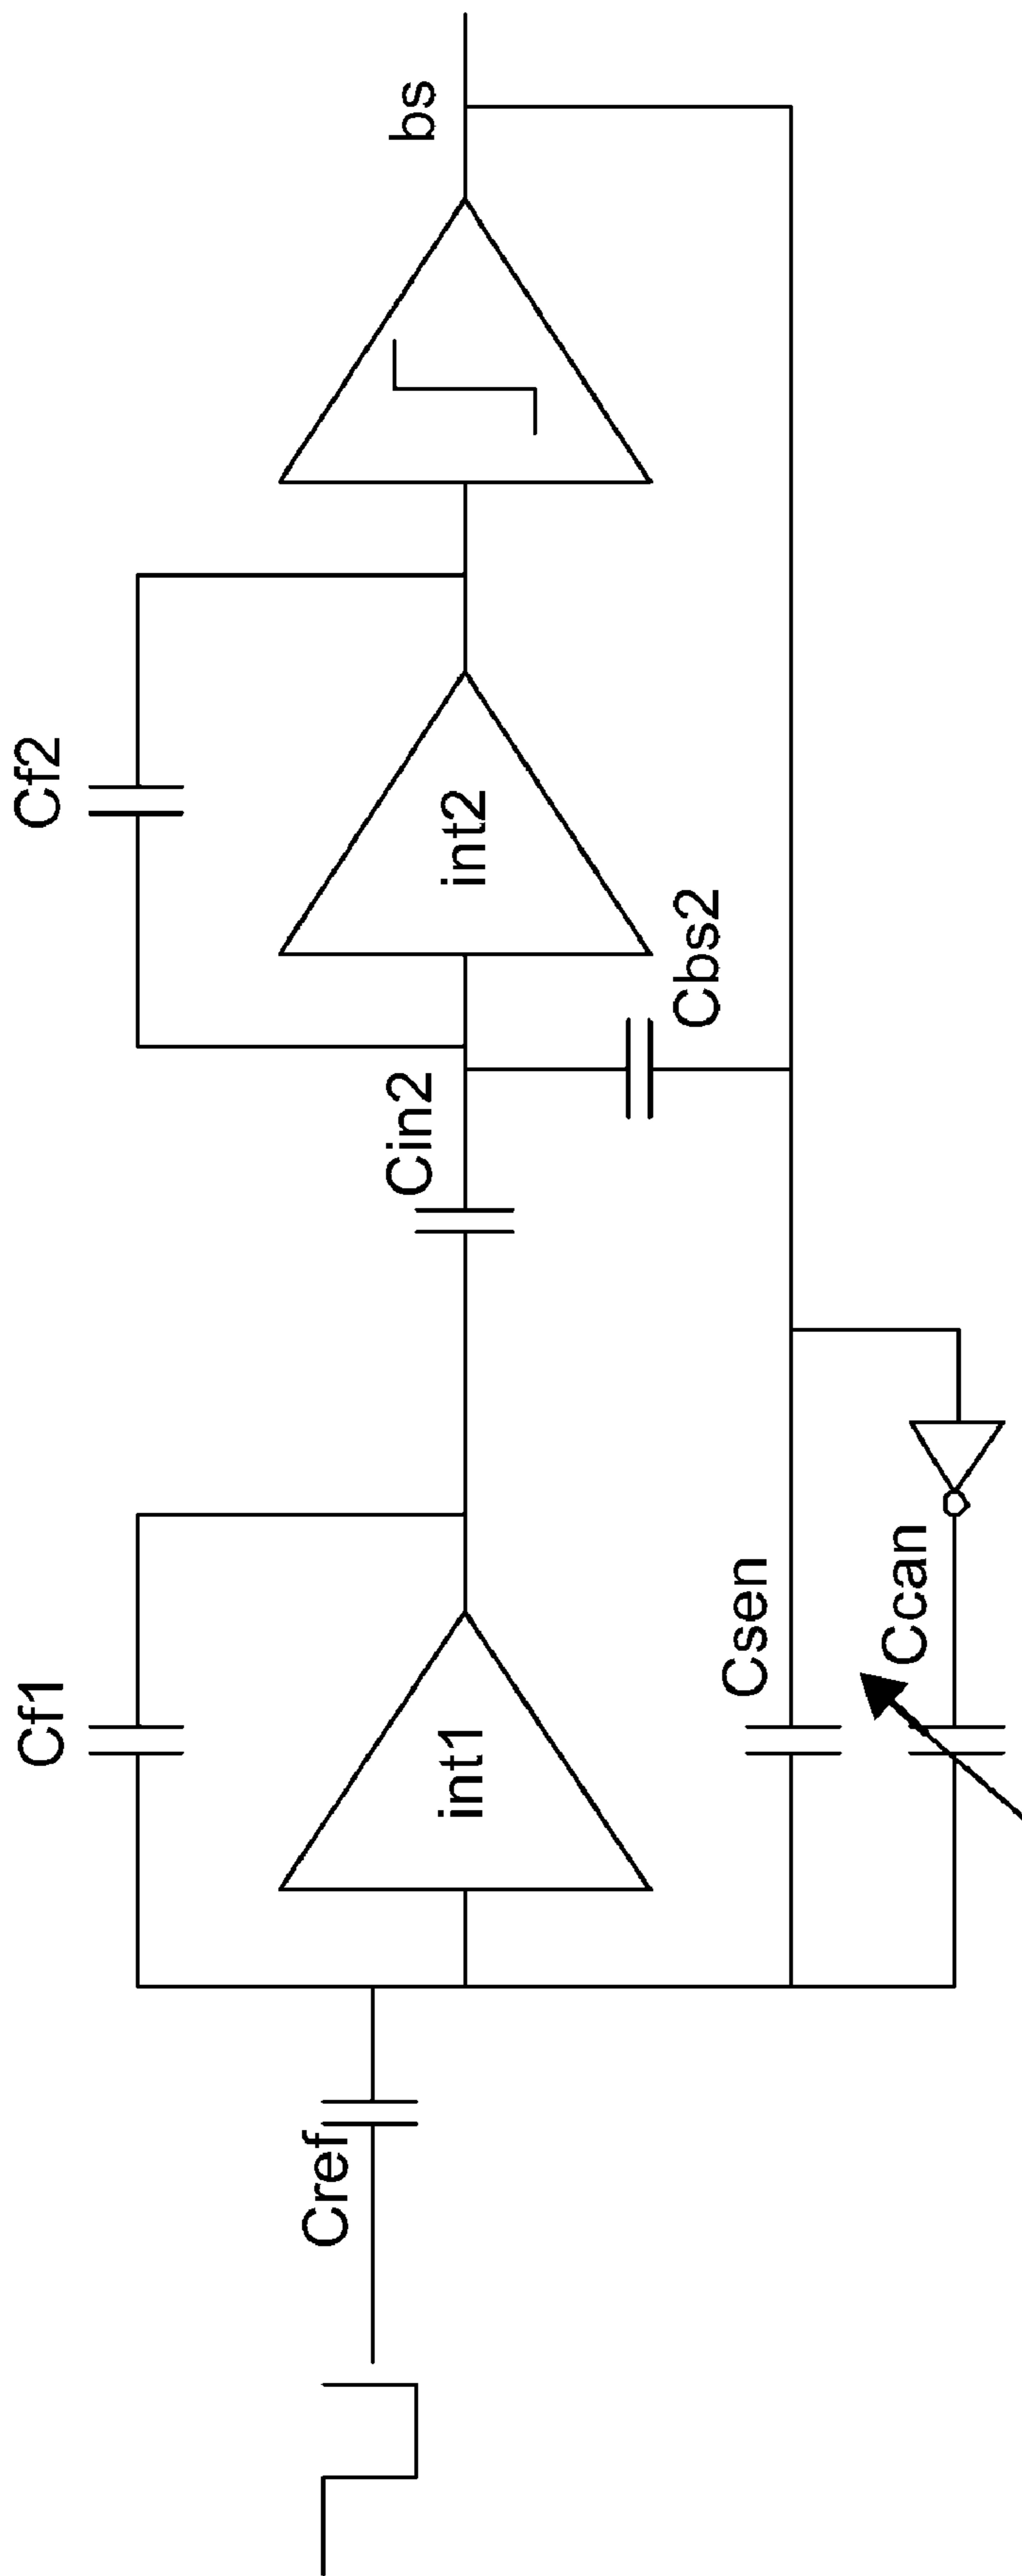 Cf1
Cf2
Cref
int1
Cin2
int2
bs
Cbs2
Csen
Ccan